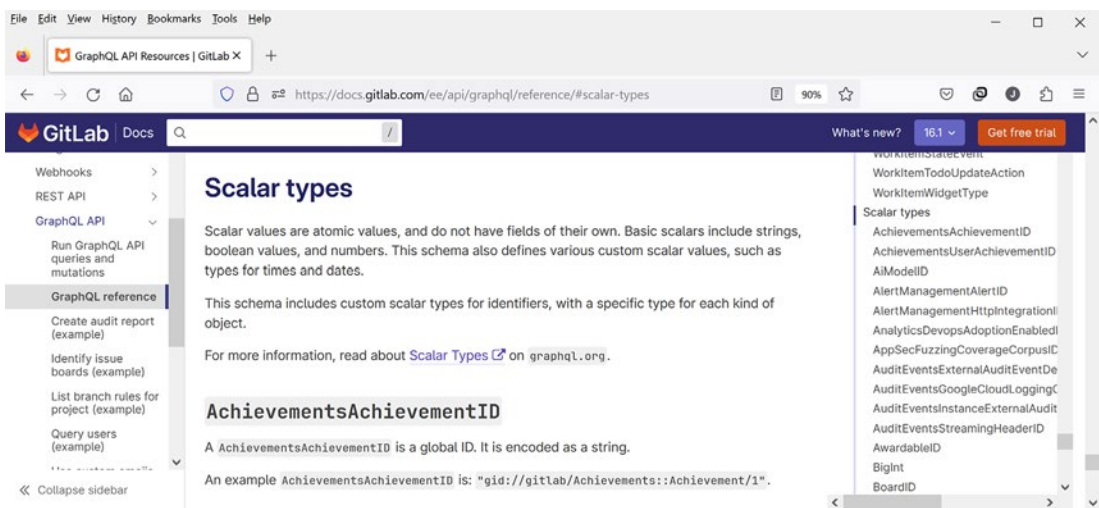 File Edit View History Bookmarks Tools Help
GraphQL API Resources | GitLab
https://docs.gitlab.com/ee/api/graphql/reference/#scalar-types
90%
GitLab Docs
/
What's new?
16.1
Get free trial
Webhooks
REST API
GraphQL API
Run GraphQL API
queries and
mutations
GraphQL reference
Create audit report
(example)
Identify issue
boards (example)
List branch rules for
project (example)
Query users
(example)
Collapse sidebar
Scalar types
Scalar values are atomic values, and do not have fields of their own. Basic scalars include strings,
boolean values, and numbers. This schema also defines various custom scalar values, such as
types for times and dates.
This schema includes custom scalar types for identifiers, with a specific type for each kind of
object.
For more information, read about Scalar Types on graphql.org.
AchievementsAchievementID
A AchievementsAchievementID is a global ID. It is encoded as a string.
An example AchievementsAchievementID is: "gid://gitlab/Achievements::Achievement/1".
WorkItemStateEvent
WorkItemTodoUpdateAction
WorkItemWidgetType
Scalar types
AchievementsAchievementID
AchievementsUserAchievementID
AiModelID
AlertManagementAlertID
AlertManagementHttpIntegrationI
AnalyticsDevopsAdoptionEnabled
AppSecFuzzingCoverageCorpusID
AuditEventsExternalAuditEventDe
AuditEventsGoogleCloudLoggingC
AuditEventsInstanceExternalAudit
AuditEventsStreamingHeaderID
AwardableID
BigInt
BoardID